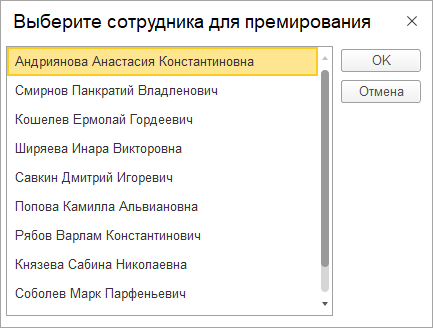 Выберите сотрудника для премирования
Андриянова Анастасия Константиновна
OK
Смирнов Панкратий Владленович
Отмена
Кошелев Ермолай Гордеевич
Ширяева Инара Викторовна
Савкин Дмитрий Игоревич
Попова Камилла Альвиановна
Рябов Варлам Константинович
Князева Сабина Николаевна
Соболев Марк Парфеньевич